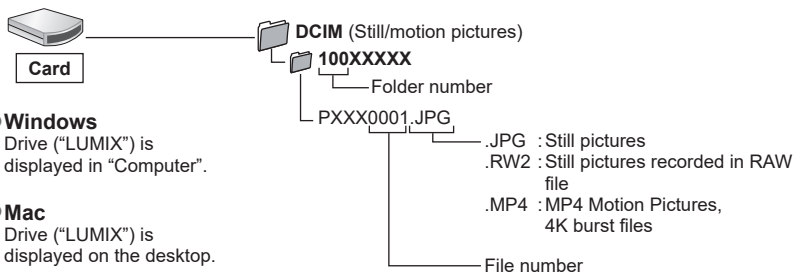 DCIM (Still/motion pictures)
Card
100XXXXX
Folder number
PXXX0001.JPG
.JPG : Still pictures
.RW2 : Still pictures recorded in RAW
file
.MP4 : MP4 Motion Pictures,
4K burst files
File number
Windows
Drive (“LUMIX”) is
displayed in “Computer”.
Mac
Drive (“LUMIX”) is
displayed on the desktop.